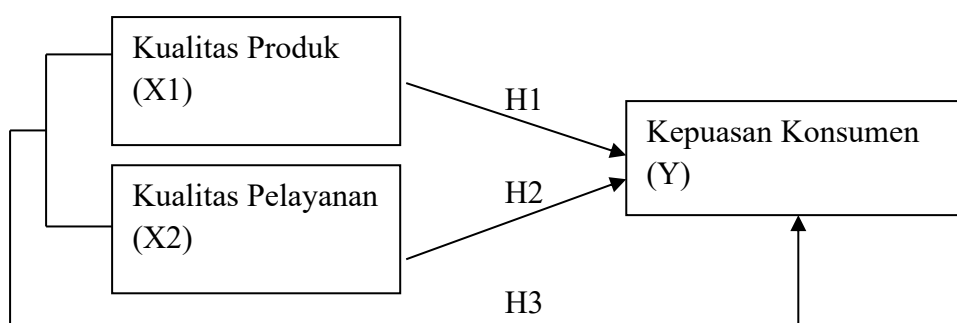 Kualitas Produk
(X1)
H1
Kepuasan Konsumen
(Y)
Kualitas Pelayanan
(X2)
H2
H3